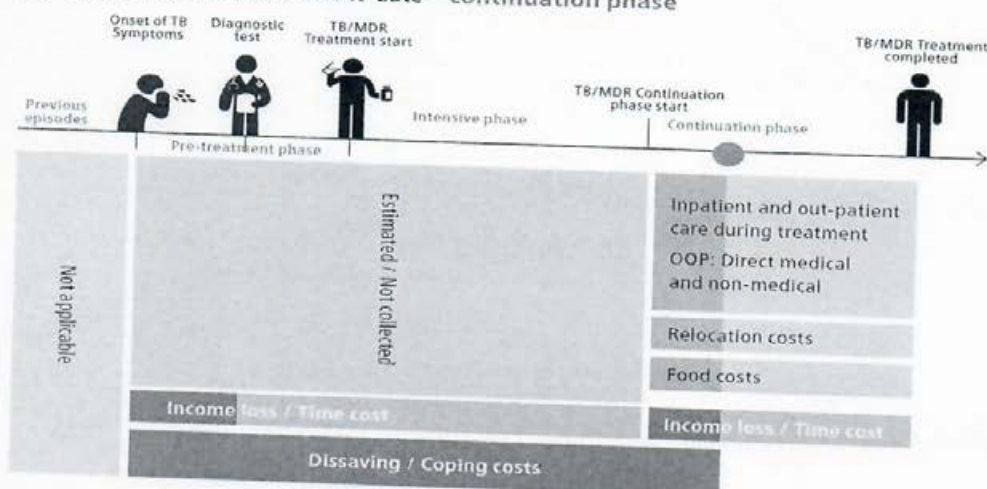 continuation phase
Onset of TB
Symptoms
Diagnostic
test
TB/MDR
Treatment start
TB/MDR Treatment
completed
TB/MDR Continuation
phase start
Previous
episodes
Intensive phase
Continuation phase
Pre-treatment phase
Not applicable
Estimated / Not collected
Inpatient and out-patient
care during treatment
OOP: Direct medical
and non-medical
Relocation costs
Food costs
Income loss / Time cost
Income loss / Time cost
Dissaving / Coping costs